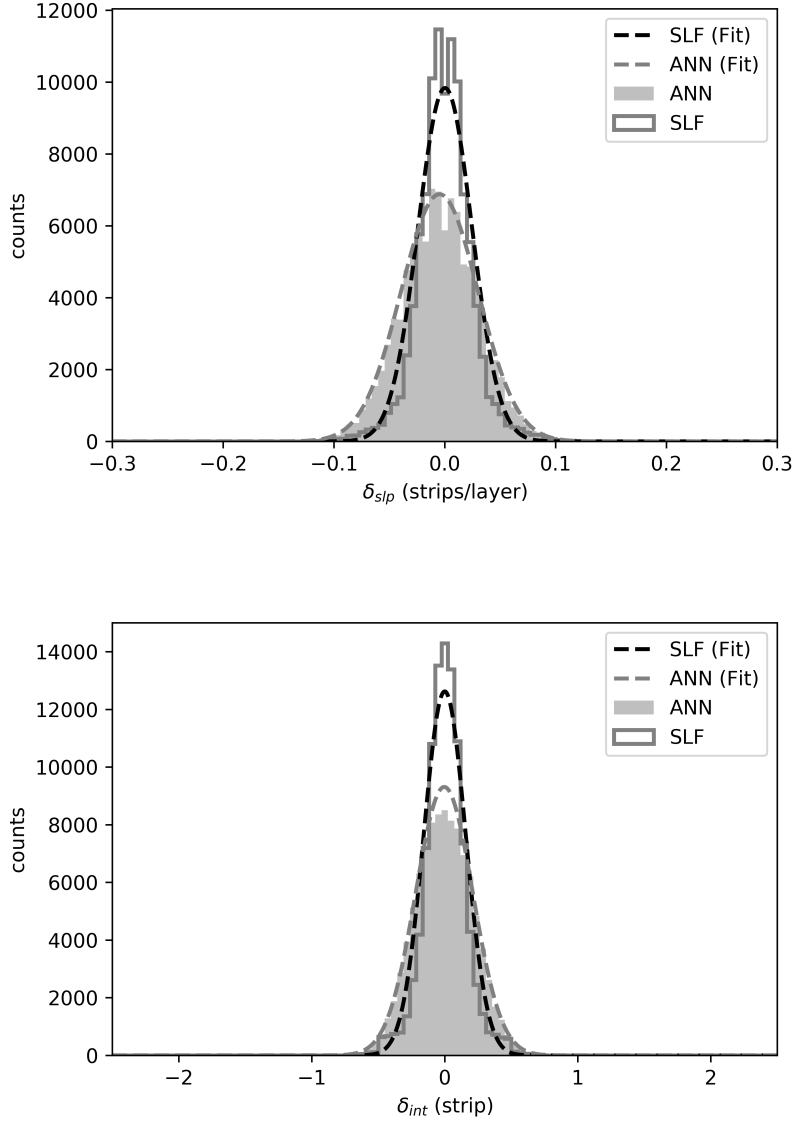 12000
10000
8000
6000
4000
2000
0
counts
SLF (Fit)
ANN (Fit)
ANN
SLF
−0.3 −0.2 −0.1 0.0 0.1 0.2 0.3
δslp (strips/layer)
14000
12000
10000
8000
6000
4000
2000
0
counts
SLF (Fit)
ANN (Fit)
ANN
SLF
−2 −1 0 1 2
δint (strip)